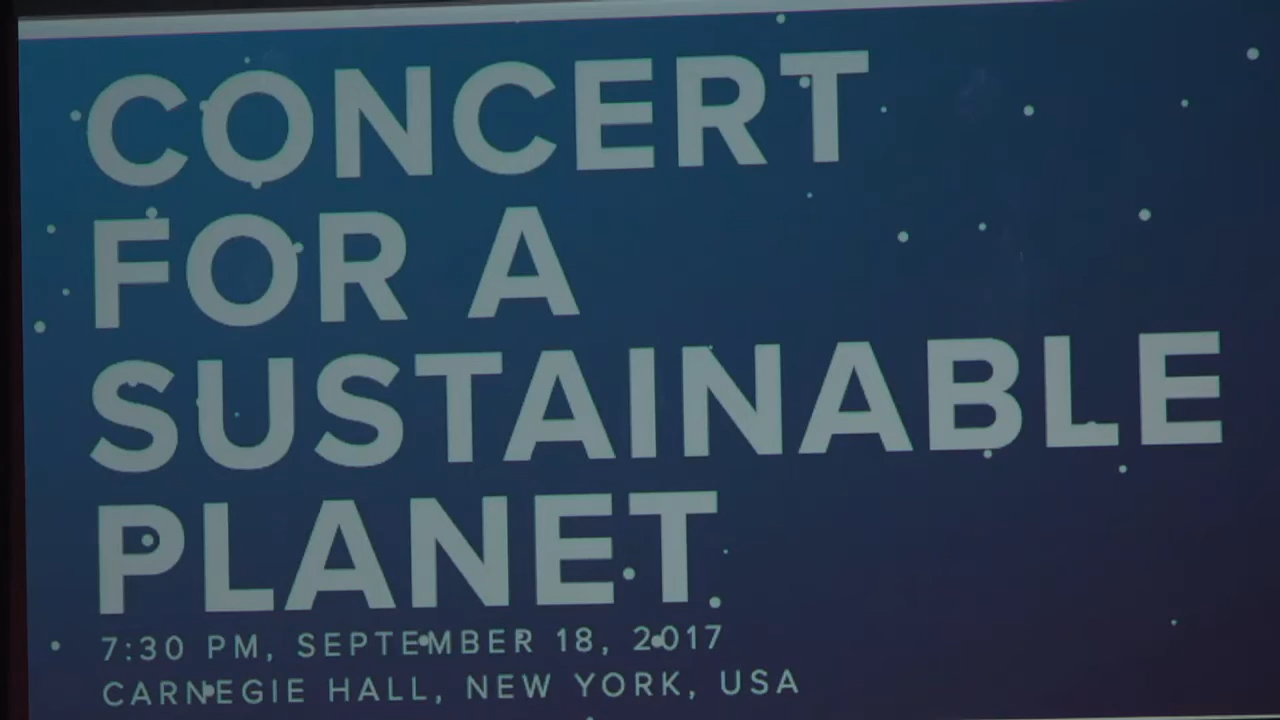 CONCERT
FOR A
SUSTAINABLE
PLANET
7:30 PM, SEPTEMBER 18, 2017
CARNEGIE HALL, NEW YORK, USA